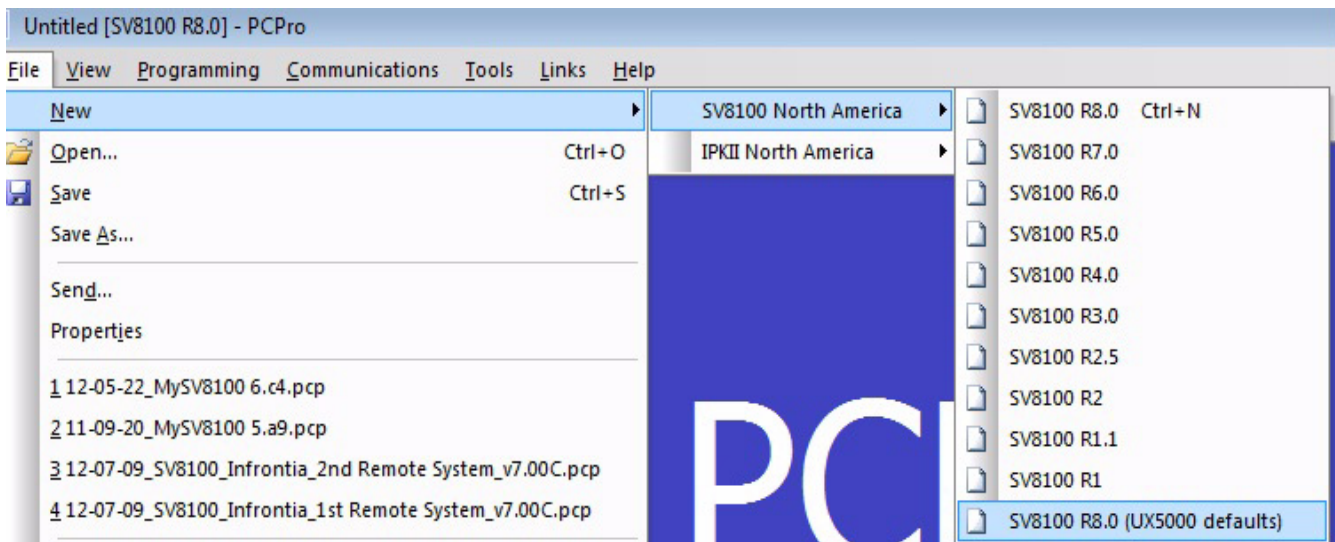 Untitled [SV8100 R8.0] - PCPro
File View Programming Communications Tools Links Help
New
Open... Ctrl+O
Save Ctrl+S
Save As...
Send...
Properties
1 12-05-22_MySV8100 6.c4.pcp
2 11-09-20_MySV8100 5.a9.pcp
3 12-07-09_SV8100_Infrontia_2nd Remote System_v7.00C.pcp
4 12-07-09_SV8100_Infrontia_1st Remote System_v7.00C.pcp
SV8100 North America
IPKII North America
SV8100 R8.0 Ctrl+N
SV8100 R7.0
SV8100 R6.0
SV8100 R5.0
SV8100 R4.0
SV8100 R3.0
SV8100 R2.5
SV8100 R2
SV8100 R1.1
SV8100 R1
SV8100 R8.0 (UX5000 defaults)
PC